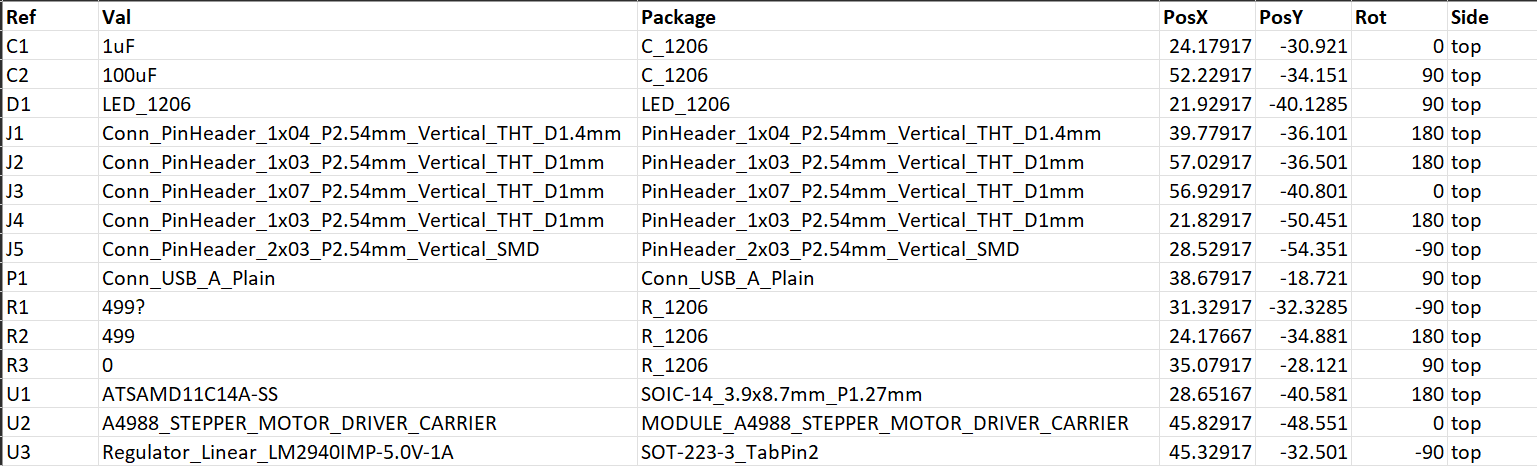 Ref Val Package PosX PosY Rot Side
C1 1uF C_1206 24.17917 -30.921 0 top
C2 100uF C_1206 52.22917 -34.151 90 top
D1 LED_1206 LED_1206 21.92917 -40.1285 90 top
J1 Conn_PinHeader_1x04_P2.54mm_Vertical_THT_D1.4mm PinHeader_1x04_P2.54mm_Vertical_THT_D1.4mm 39.77917 -36.101 180 top
J2 Conn_PinHeader_1x03_P2.54mm_Vertical_THT_D1mm PinHeader_1x03_P2.54mm_Vertical_THT_D1mm 57.02917 -36.501 180 top
J3 Conn_PinHeader_1x07_P2.54mm_Vertical_THT_D1mm PinHeader_1x07_P2.54mm_Vertical_THT_D1mm 56.92917 -40.801 0 top
J4 Conn_PinHeader_1x03_P2.54mm_Vertical_THT_D1mm PinHeader_1x03_P2.54mm_Vertical_THT_D1mm 21.82917 -50.451 180 top
J5 Conn_PinHeader_2x03_P2.54mm_Vertical_SMD PinHeader_2x03_P2.54mm_Vertical_SMD 28.52917 -54.351 -90 top
P1 Conn_USB_A_Plain Conn_USB_A_Plain 38.67917 -18.721 90 top
R1 499? R_1206 31.32917 -32.3285 -90 top
R2 499 R_1206 24.17667 -34.881 180 top
R3 0 R_1206 35.07917 -28.121 90 top
U1 ATSAMD11C14A-SS SOIC-14_3.9x8.7mm_P1.27mm 28.65167 -40.581 180 top
U2 A4988_STEPPER_MOTOR_DRIVER_CARRIER MODULE_A4988_STEPPER_MOTOR_DRIVER_CARRIER 45.82917 -48.551 0 top
U3 Regulator_Linear_LM2940IMP-5.0V-1A SOT-223-3_TabPin2 45.32917 -32.501 -90 top